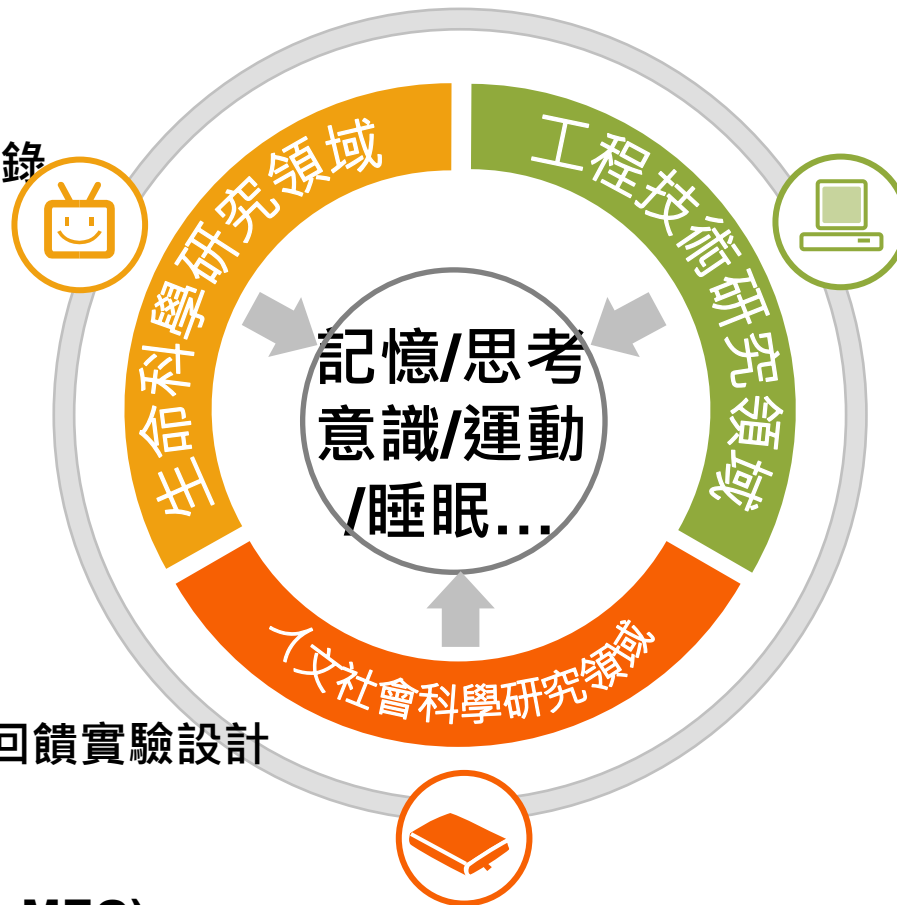 錄
生命科學研究領域
工程技術研究領域
記憶/思考
意識/運動
/睡眠...
人文社會科學研究領域
回饋實驗設計
MEG)